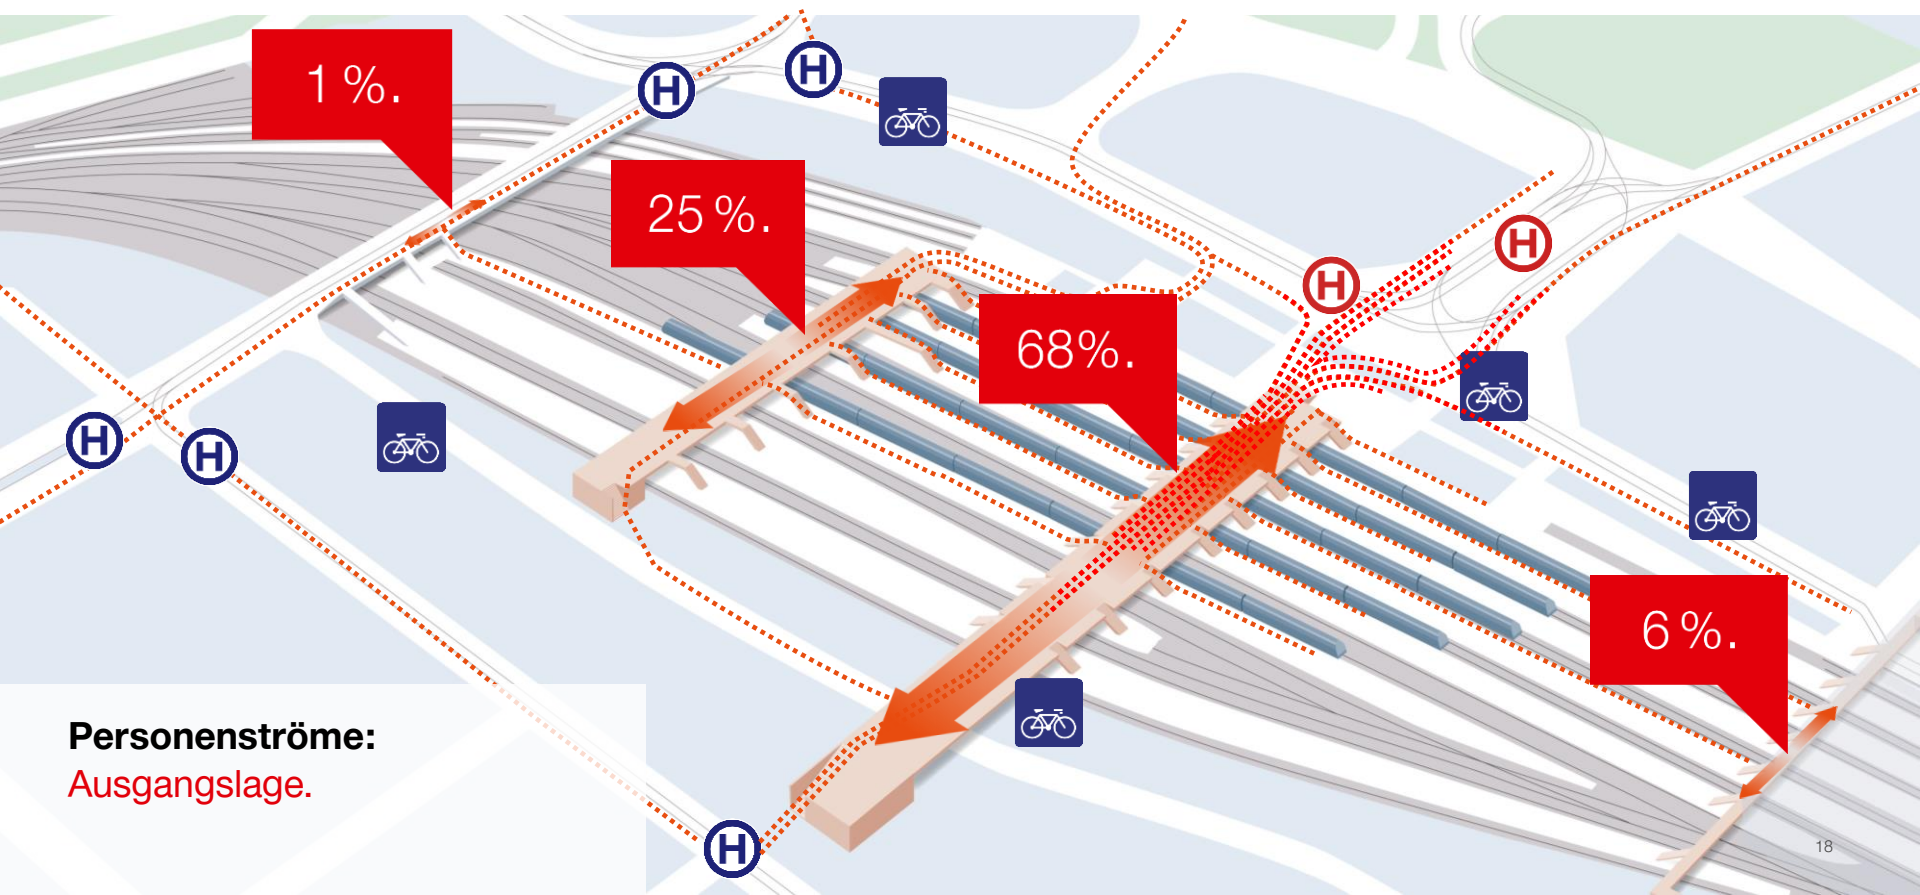 1 %.
H
H
25 %.
H
H
68%.
H
H
6 %.
Personenströme:
Ausgangslage.
H
18